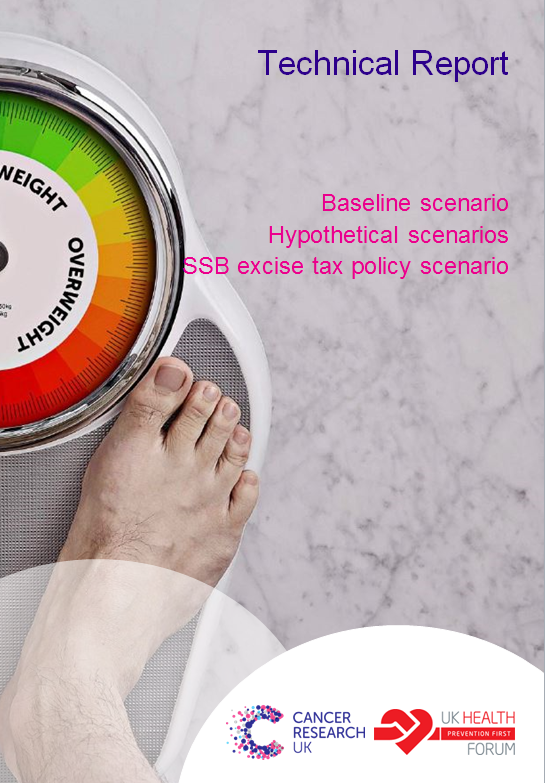 Technical Report
Baseline scenario
Hypothetical scenarios
SSB excise tax policy scenario
WEIGHT
OVERWEIGHT
CANCER
RESEARCH
UK
UK HEALTH
PREVENTION FIRST
FORUM